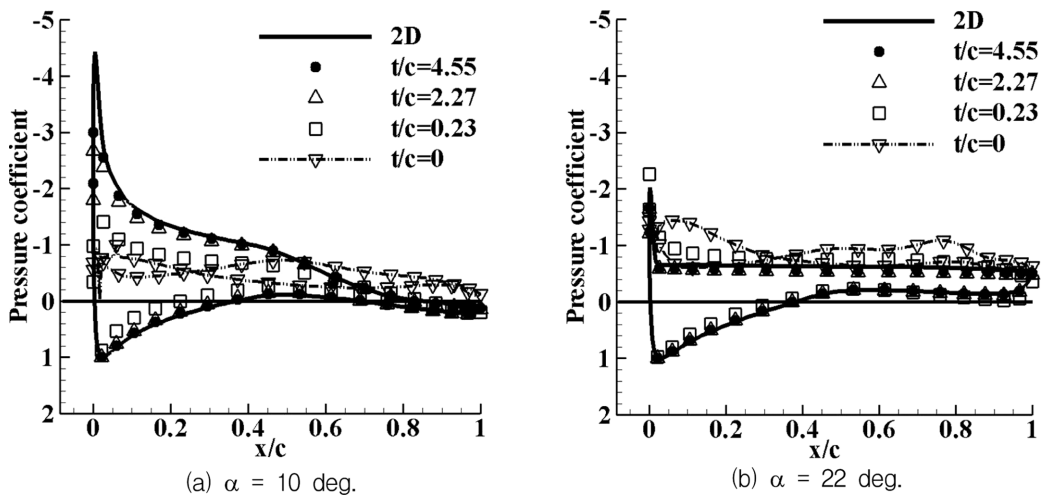 -5
-4
-3
-2
-1
0
1
2
Pressure coefficient
2D
t/c=4.55
t/c=2.27
t/c=0.23
t/c=0
0 0.2 0.4 0.6 0.8 1
x/c
(a) α = 10 deg.
-5
-4
-3
-2
-1
0
1
2
Pressure coefficient
2D
t/c=4.55
t/c=2.27
t/c=0.23
t/c=0
0 0.2 0.4 0.6 0.8 1
x/c
(b) α = 22 deg.